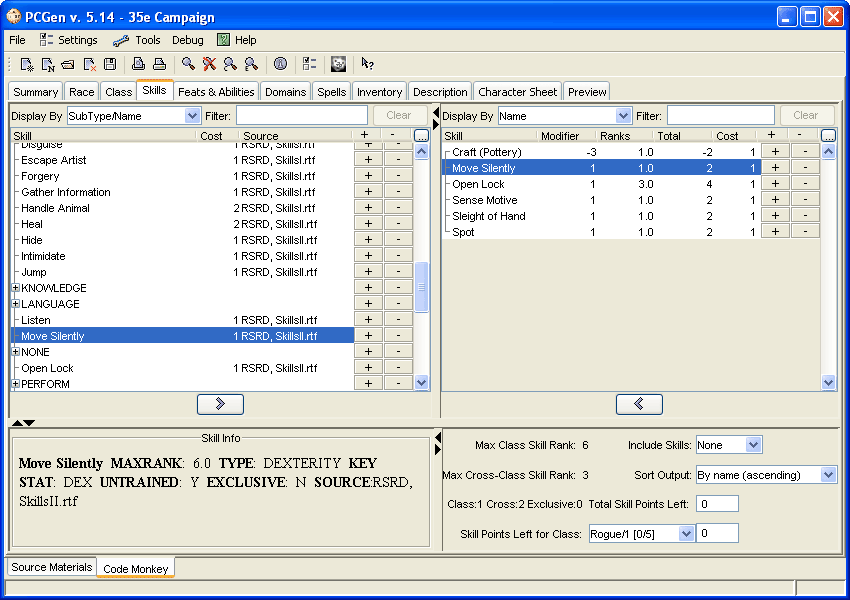 PCGen v. 5.14 - 35e Campaign
File Settings Tools Debug Help
Summary Race Class Skills Feats & Abilities Domains Spells Inventory Description Character Sheet Preview
Display By SubType/Name Filter: Clear
Skill Cost Source + - ...
Disguise 1 RSRD, SkillsI.rtf + -
Escape Artist 1 RSRD, SkillsI.rtf + -
Forgery 1 RSRD, SkillsI.rtf + -
Gather Information 1 RSRD, SkillsI.rtf + -
Handle Animal 2 RSRD, SkillsI.rtf + -
Heal 2 RSRD, SkillsI.rtf + -
Hide 1 RSRD, SkillsI.rtf + -
Intimidate 1 RSRD, SkillsI.rtf + -
Jump 1 RSRD, SkillsI.rtf + -
KNOWLEDGE + -
LANGUAGE + -
Listen 1 RSRD, SkillsII.rtf + -
Move Silently 1 RSRD, SkillsII.rtf + -
NONE + -
Open Lock 1 RSRD, SkillsII.rtf + -
PERFORM + -
Display By Name Filter: Clear
Skill Modifier Ranks Total Cost + - ...
Craft (Pottery) -3 1.0 -2 1 + -
Move Silently 1 1.0 2 1 + -
Open Lock 1 3.0 4 1 + -
Sense Motive 1 1.0 2 1 + -
Sleight of Hand 1 1.0 2 1 + -
Spot 1 1.0 2 1 + -
Skill Info
Move Silently MAXRANK: 6.0 TYPE: DEXTERITY KEY
STAT: DEX UNTRAINED: Y EXCLUSIVE: N SOURCE:RSRD,
SkillsII.rtf
Max Class Skill Rank: 6 Include Skills: None
Max Cross-Class Skill Rank: 3 Sort Output: By name (ascending)
Class:1 Cross:2 Exclusive:0 Total Skill Points Left: 0
Skill Points Left for Class: Rogue/1 [0/5] 0
Source Materials Code Monkey